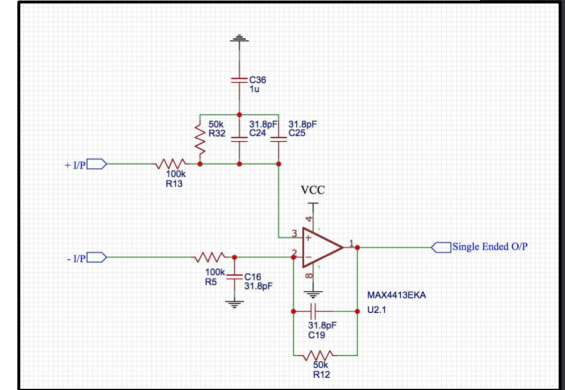 C36
1u
50k
R32
31.8pF
C24
31.8pF
C25
+ I/P
100k
R13
VCC
4
3
+
1
Single Ended O/P
2
-
- I/P
100k
R5
C16
31.8pF
8
MAX4413EKA
U2.1
31.8pF
C19
50k
R12